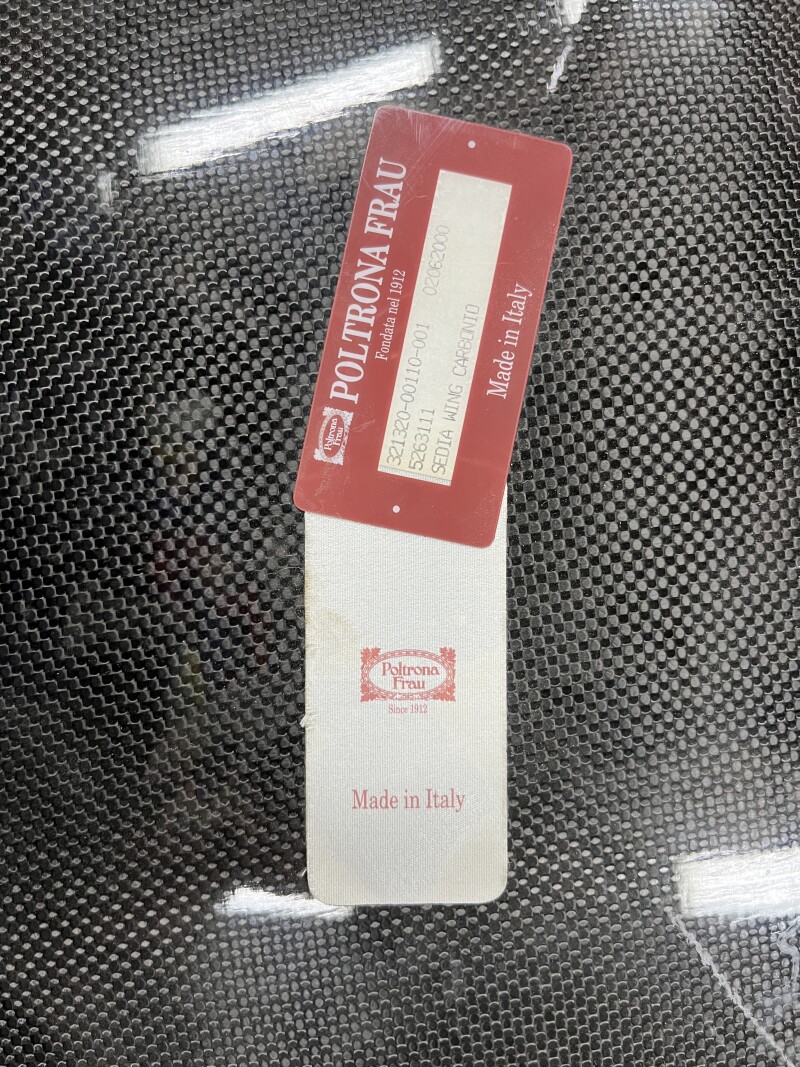 POLTRONA FRAU
Fondata nel 1912
Poltrona
Frau
321320-00110-001 02062000
5263111
SEDIA WING CARBONIO
Made in Italy
Poltrona
Frau
Since 1912
Made in Italy